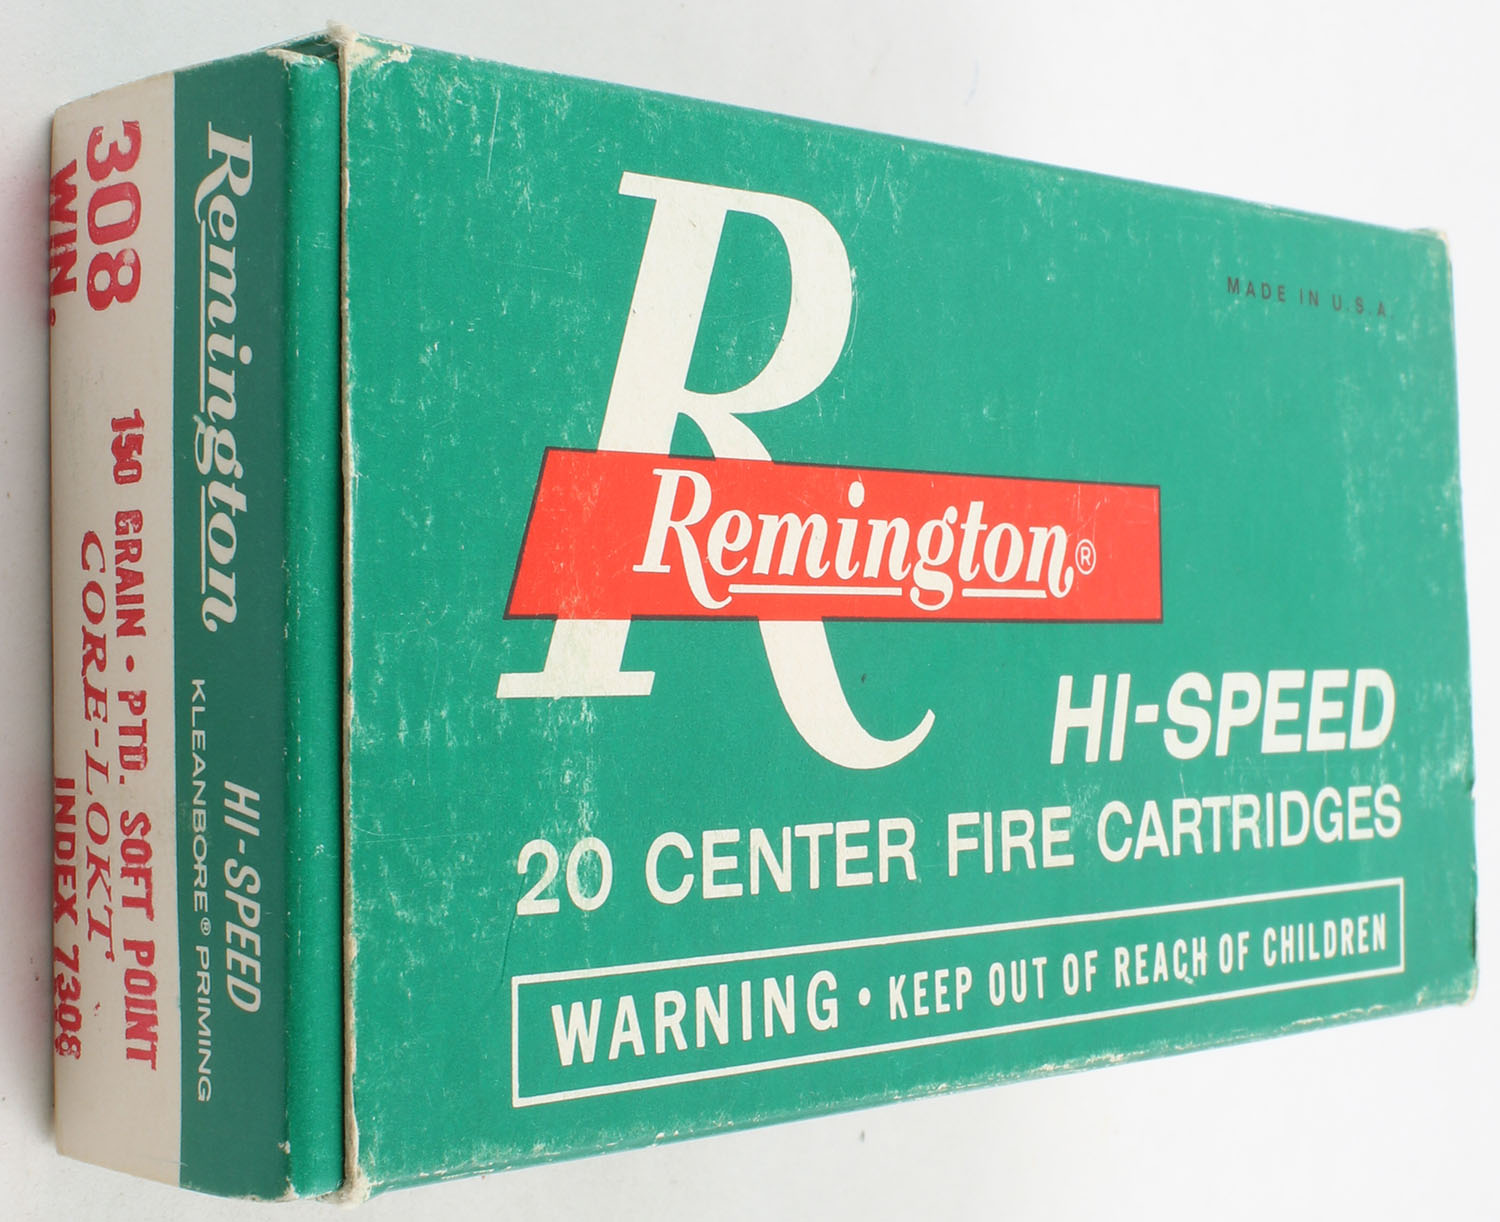 MADE IN U.S.A.
Remington®
HI-SPEED
20 CENTER FIRE CARTRIDGES
WARNING • KEEP OUT OF REACH OF CHILDREN
Remington HI-SPEED
KLEANBORE® PRIMING
308 150 GRAIN • PTD. SOFT POINT
WIN. CORE-LOKT
INDEX 7308